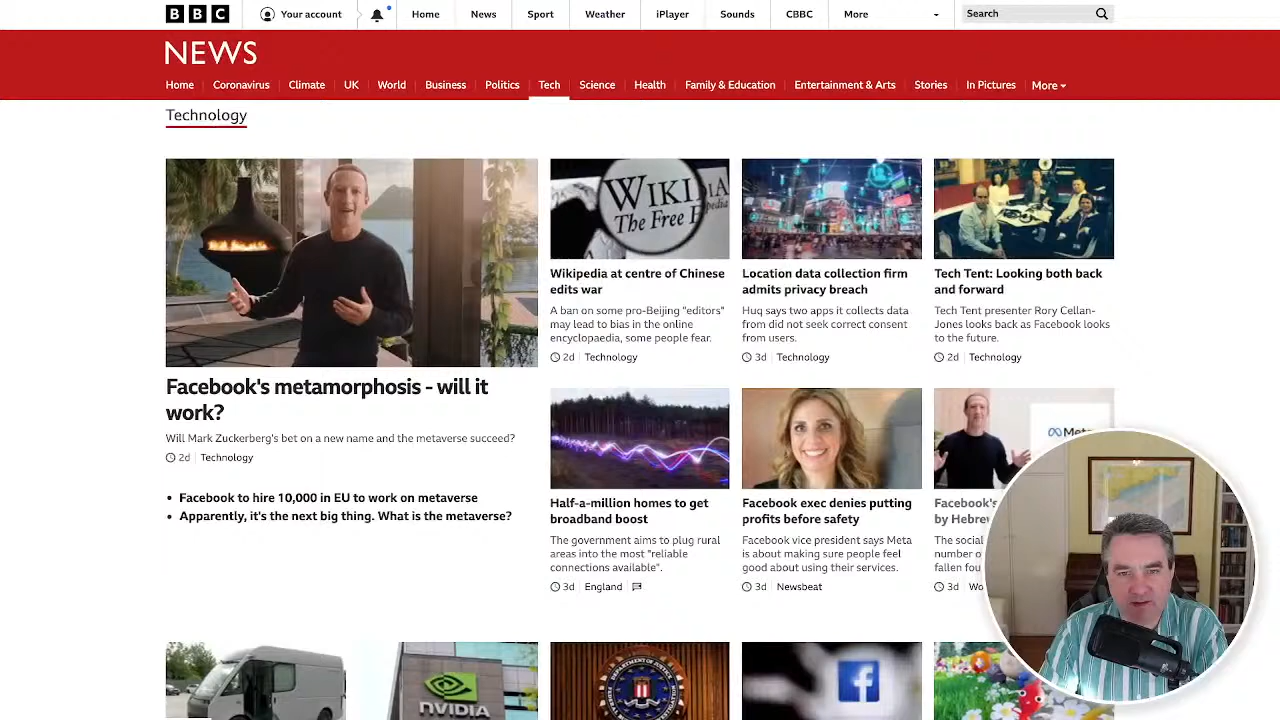 BBC
Your account
Home
News
Sport
Weather
iPlayer
Sounds
CBBC
More
Search
NEWS
Home
Coronavirus
Climate
UK
World
Business
Politics
Tech
Science
Health
Family & Education
Entertainment & Arts
Stories
In Pictures
More
Technology
Facebook's metamorphosis - will it
work?
Will Mark Zuckerberg's bet on a new name and the metaverse succeed?
2d
Technology
Facebook to hire 10,000 in EU to work on metaverse
Apparently, it's the next big thing. What is the metaverse?
WIKI
The Free
Wikipedia at centre of Chinese
edits war
A ban on some pro-Beijing "editors"
may lead to bias in the online
encyclopaedia, some people fear.
2d
Technology
Location data collection firm
admits privacy breach
Huq says two apps it collects data
from did not seek correct consent
from users.
3d
Technology
Tech Tent: Looking both back
and forward
Tech Tent presenter Rory Cellan-
Jones looks back as Facebook looks
to the future.
2d
Technology
Half-a-million homes to get
broadband boost
The government aims to plug rural
areas into the most "reliable
connections available".
3d
England
Facebook exec denies putting
profits before safety
Facebook vice president says Meta
is about making sure people feel
good about using their services.
3d
Newsbeat
Meta
Facebook's
by Hebrew
The social
number o
fallen fou
3d
Wo
NVIDIA
DEPARTMENT OF JUSTICE